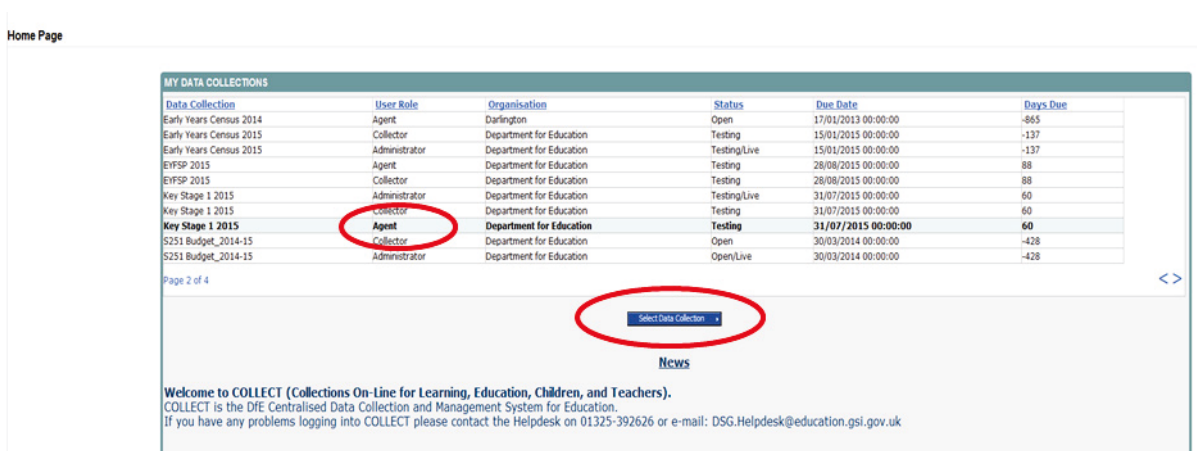 Home Page
MY DATA COLLECTIONS
Data Collection User Role Organisation Status Due Date Days Due
Early Years Census 2014 Agent Darlington Open 17/01/2013 00:00:00 -865
Early Years Census 2015 Collector Department for Education Testing 15/01/2015 00:00:00 -137
Early Years Census 2015 Administrator Department for Education Testing/Live 15/01/2015 00:00:00 -137
EYFSP 2015 Agent Department for Education Testing 28/08/2015 00:00:00 88
EYFSP 2015 Collector Department for Education Testing 28/08/2015 00:00:00 88
Key Stage 1 2015 Administrator Department for Education Testing/Live 31/07/2015 00:00:00 60
Key Stage 1 2015 Collector Department for Education Testing 31/07/2015 00:00:00 60
Key Stage 1 2015 Agent Department for Education Testing 31/07/2015 00:00:00 60
S251 Budget_2014-15 Collector Department for Education Open 30/03/2014 00:00:00 -428
S251 Budget_2014-15 Administrator Department for Education Open/Live 30/03/2014 00:00:00 -428
Page 2 of 4 < >
Select Data Collection
News
Welcome to COLLECT (Collections On-Line for Learning, Education, Children, and Teachers).
COLLECT is the DfE Centralised Data Collection and Management System for Education.
If you have any problems logging into COLLECT please contact the Helpdesk on 01325-392626 or e-mail: DSG.Helpdesk@education.gsi.gov.uk